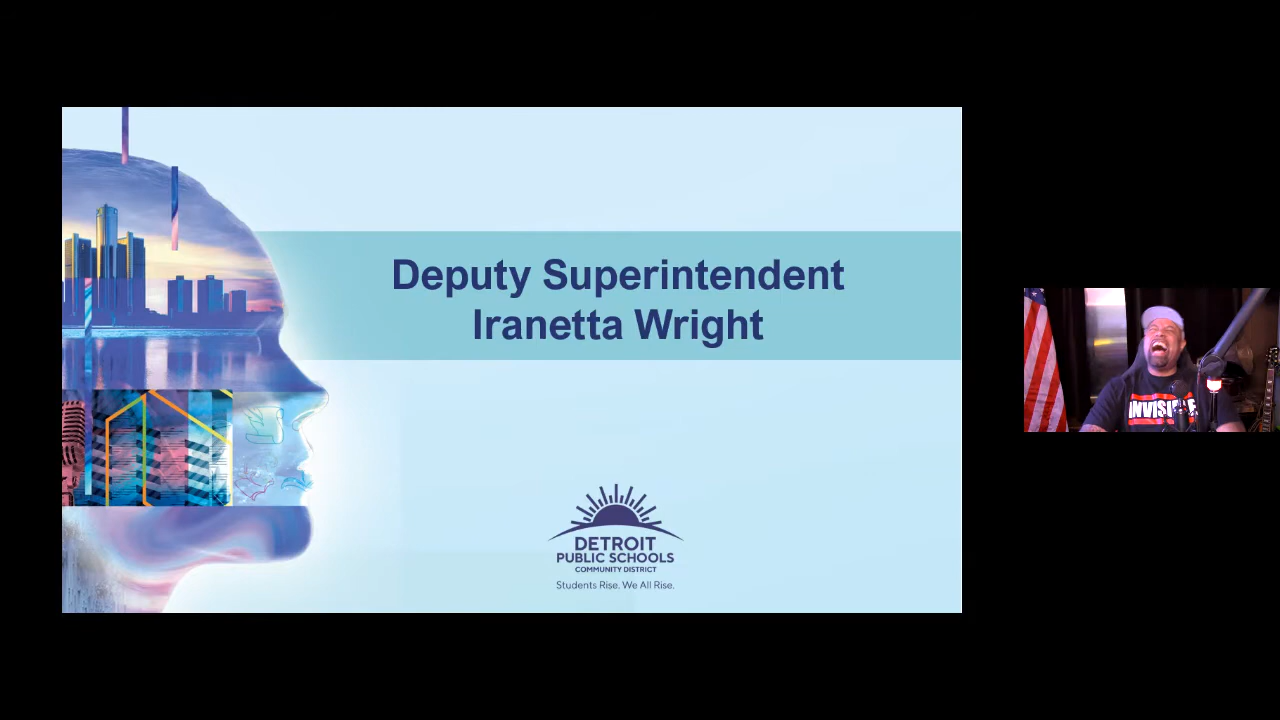 Deputy Superintendent
Iranetta Wright
DETROIT
PUBLIC SCHOOLS
COMMUNITY DISTRICT
Students Rise. We All Rise.